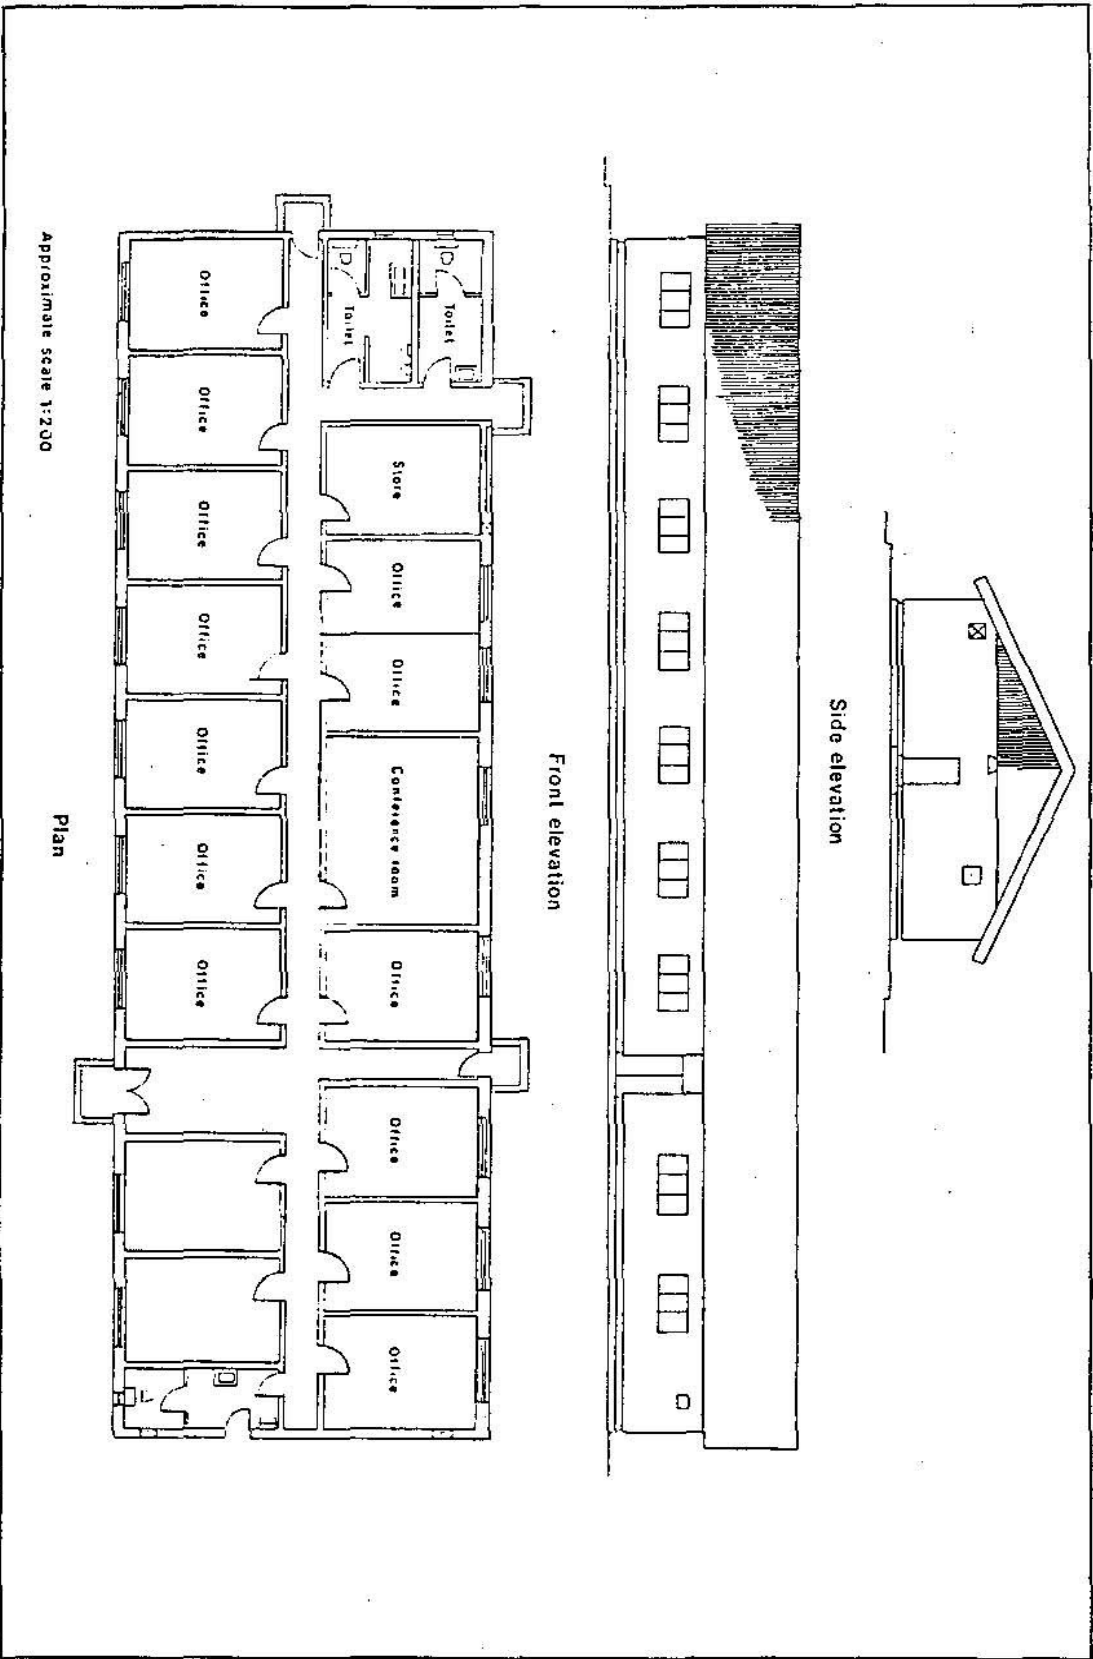 Side elevation
Front elevation
Toilet
Toilet
Store
Office
Office
Conference room
Office
Office
Office
Office
Office
Office
Office
Office
Office
Office
Office
Plan
Approximate scale 1:200